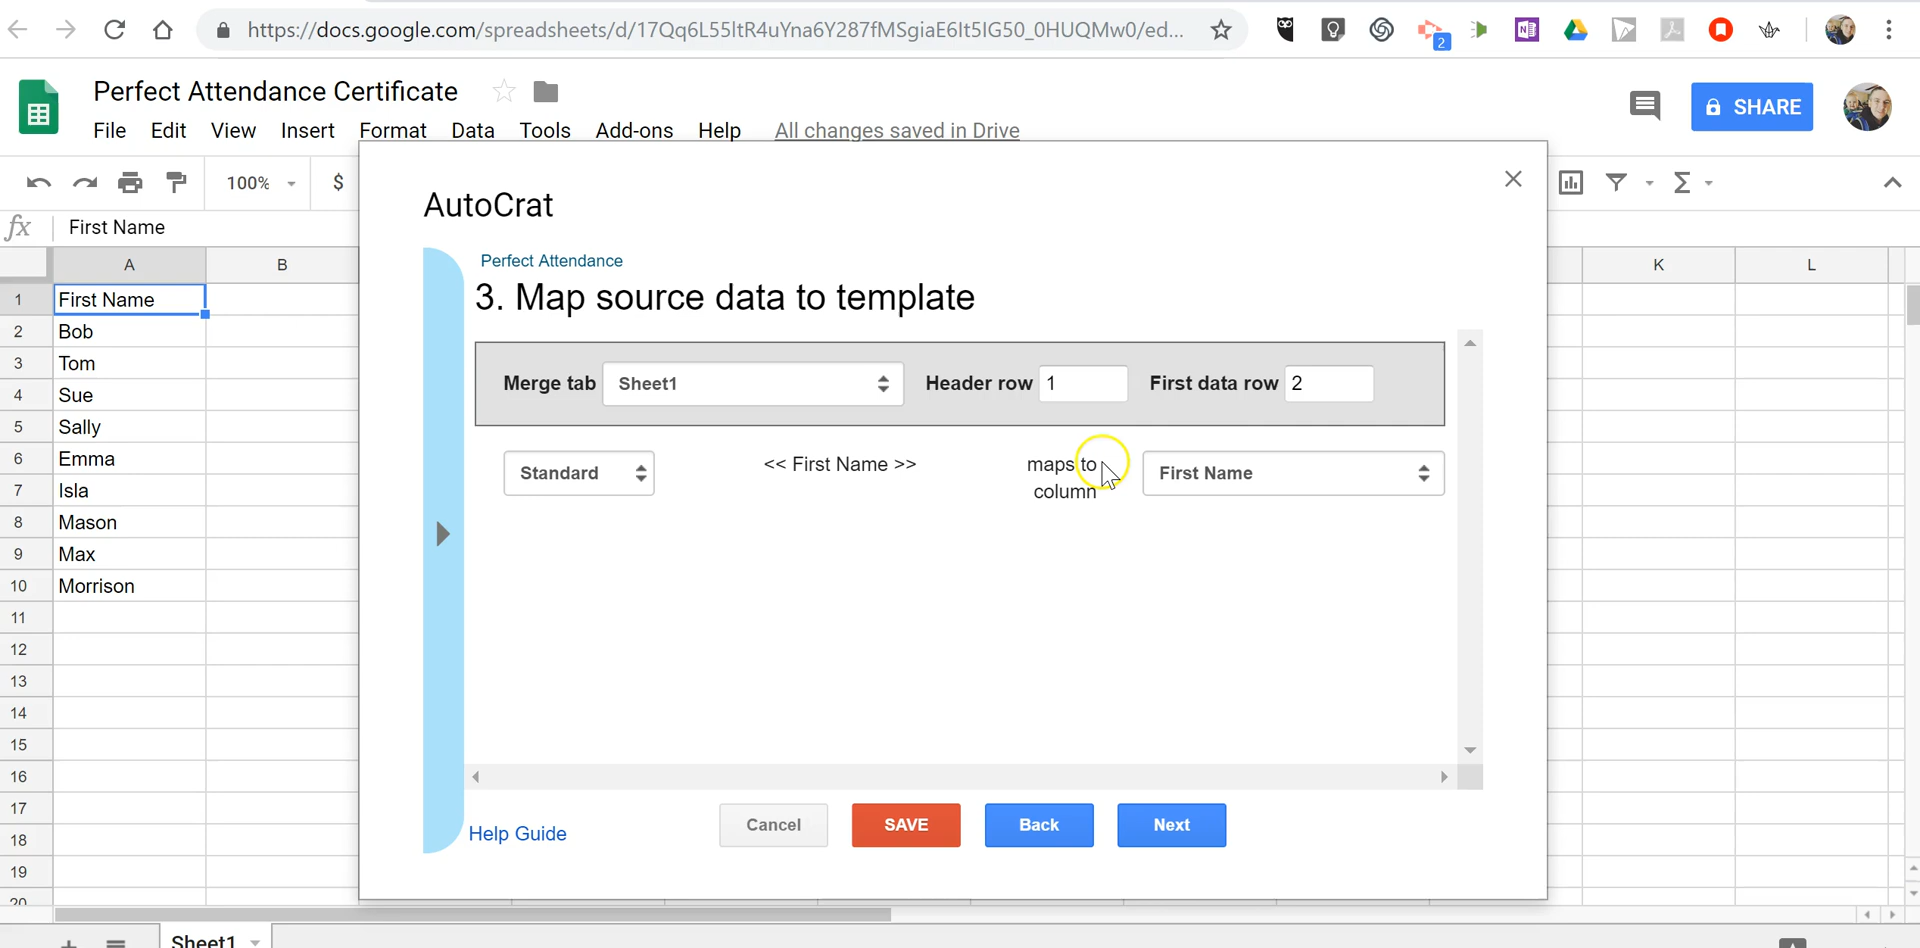 https://docs.google.com/spreadsheets/d/17Qq6L55ltR4uYna6Y287fMSgiaE6It5IG50_0HUQMw0/ed...
2
Perfect Attendance Certificate
SHARE
File Edit View Insert Format Data Tools Add-ons Help All changes saved in Drive
100% $ Σ
fx First Name
A B K L
1 First Name
2 Bob
3 Tom
4 Sue
5 Sally
6 Emma
7 Isla
8 Mason
9 Max
10 Morrison
11
12
13
14
15
16
17
18
19
20
AutoCrat
Perfect Attendance
3. Map source data to template
Merge tab Sheet1 Header row 1 First data row 2
Standard << First Name >> maps to column First Name
Help Guide Cancel SAVE Back Next
Sheet1